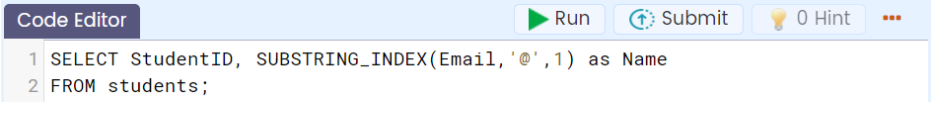 Code Editor Run Submit 0 Hint
1 SELECT StudentID, SUBSTRING_INDEX(Email,'@',1) as Name
2 FROM students;